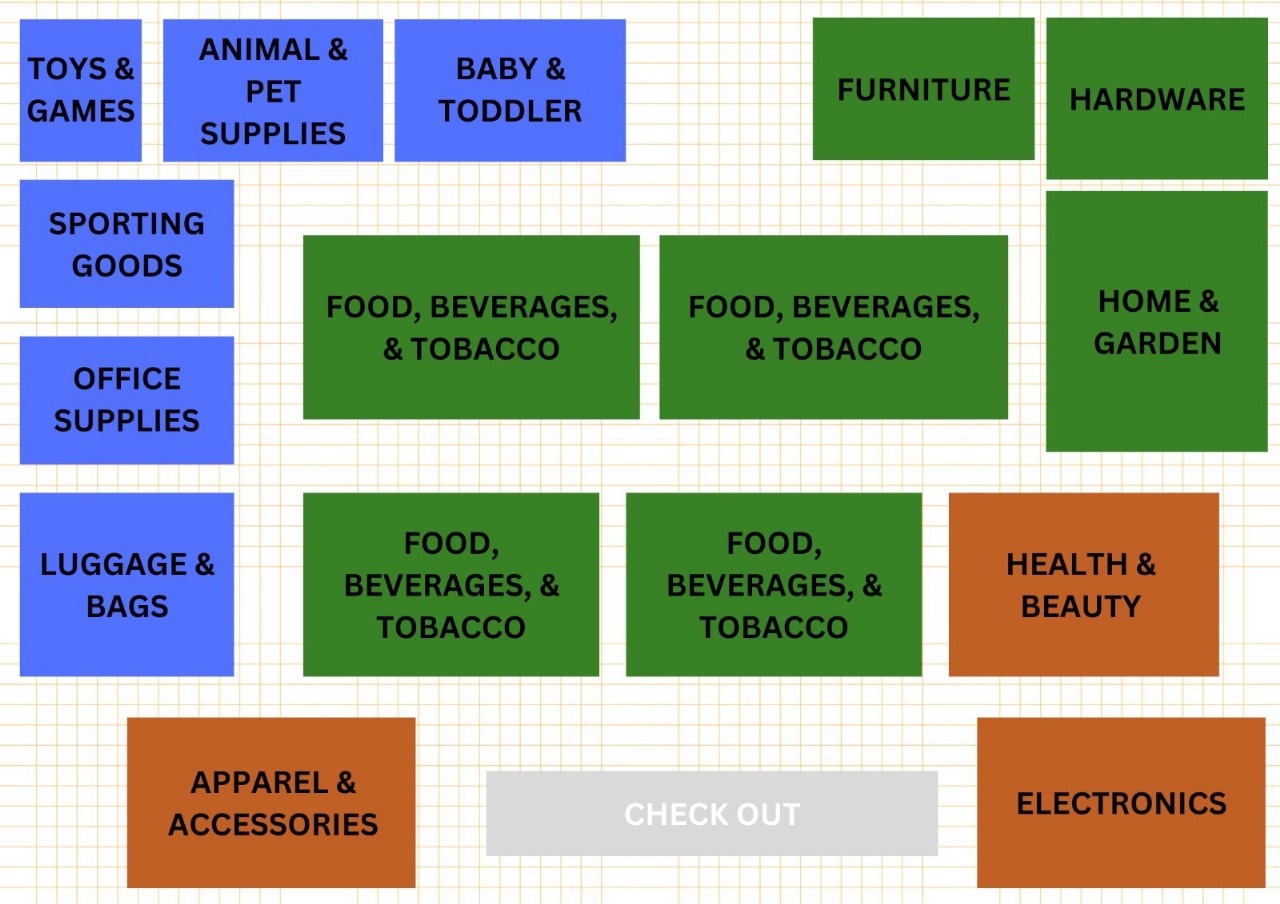 TOYS &
GAMES
ANIMAL &
PET
SUPPLIES
BABY &
TODDLER
FURNITURE
HARDWARE
SPORTING
GOODS
FOOD, BEVERAGES,
& TOBACCO
FOOD, BEVERAGES,
& TOBACCO
HOME &
GARDEN
OFFICE
SUPPLIES
LUGGAGE &
BAGS
FOOD,
BEVERAGES, &
TOBACCO
FOOD,
BEVERAGES, &
TOBACCO
HEALTH &
BEAUTY
APPAREL &
ACCESSORIES
CHECK OUT
ELECTRONICS